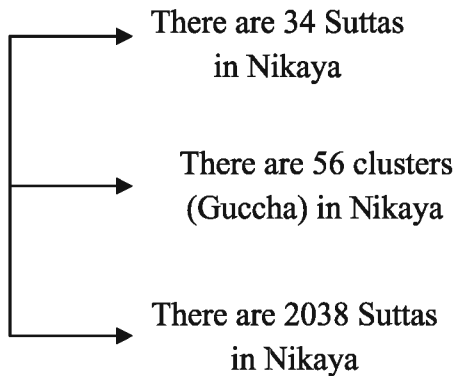 There are 34 Suttas
in Nikaya
There are 56 clusters
(Guccha) in Nikaya
There are 2038 Suttas
in Nikaya